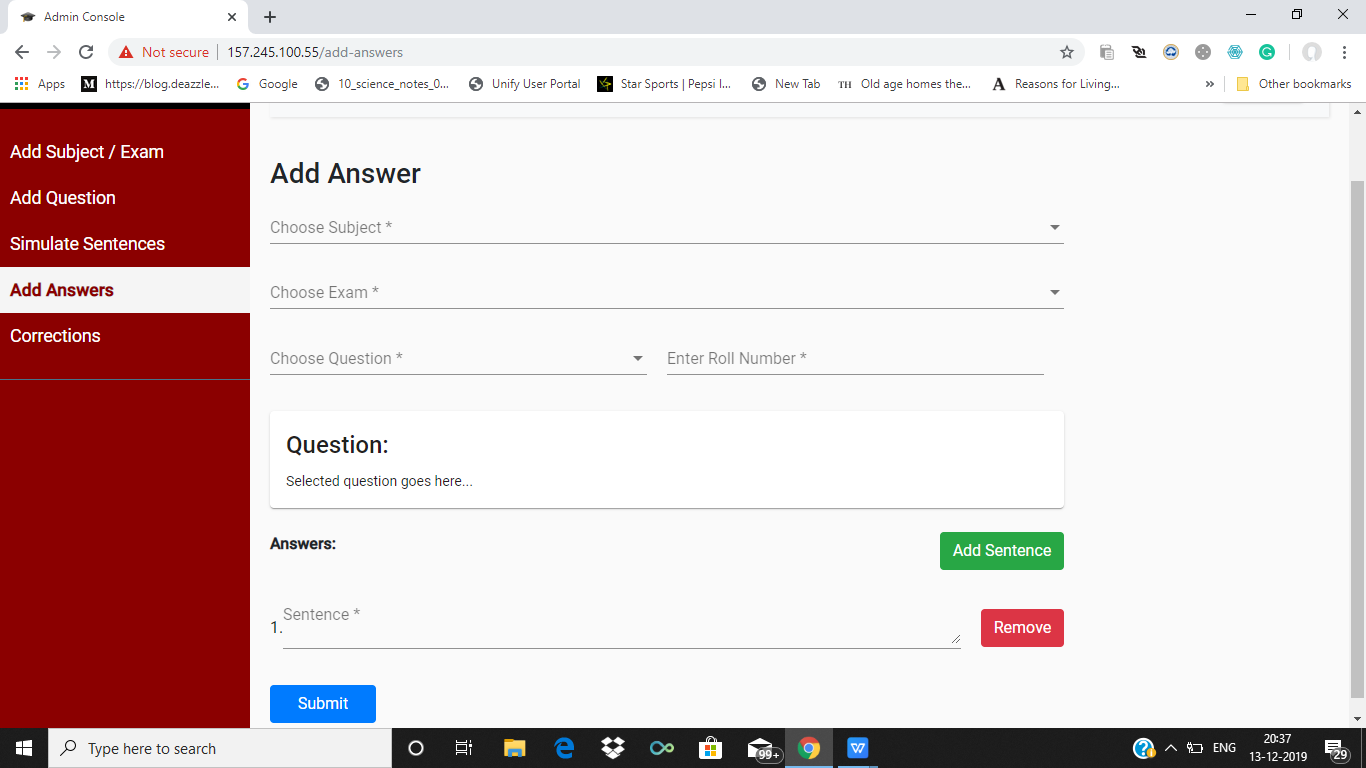 Admin Console
Not secure 157.245.100.55/add-answers
Apps M https://blog.deazzle... G Google 10_science_notes_0... Unify User Portal Star Sports | Pepsi I... New Tab TH Old age homes the... A Reasons for Living... » Other bookmarks
Add Subject / Exam
Add Question
Simulate Sentences
Add Answers
Corrections
Add Answer
Choose Subject *
Choose Exam *
Choose Question * Enter Roll Number *
Question:
Selected question goes here...
Answers: Add Sentence
1. Sentence * Remove
Submit
Type here to search 99+ W ENG 20:37
13-12-2019 29